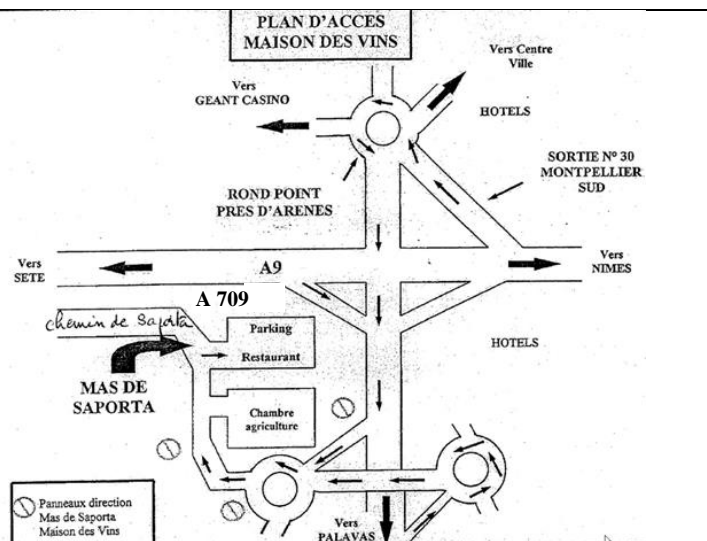 PLAN D'ACCES
MAISON DES VINS
Vers Centre
Ville
Vers
GEANT CASINO
HOTELS
SORTIE N° 30
MONTPELLIER
SUD
ROND POINT
PRES D'ARENES
Vers
SETE
A9
Vers
NIMES
A 709
chemin de Saporta
Parking
Restaurant
HOTELS
MAS DE
SAPORTA
Chambre
agriculture
Panneaux direction
Mas de Saporta
Maison des Vins
Vers
PALAVAS